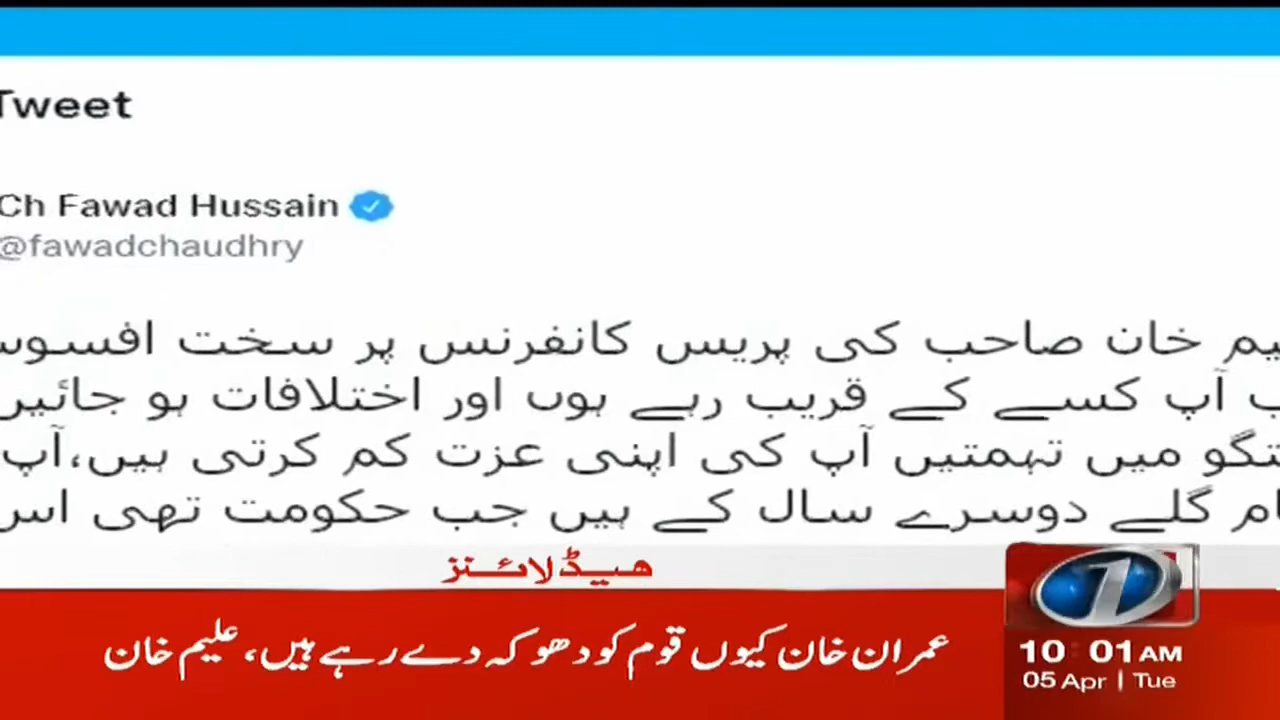 Tweet
Ch Fawad Hussain
@fawadchaudhry
خان صاحب کی پریس کانفرنس پر سخت
آپ کسے کے قریب رہے ہوں اور اختلافات ہو جائیں
میں تہمتیں آپ کی اپنی عزت کم کرتی ہیں،آپ
گلے دوسرے سال کے ہیں جب حکومت تھی اس
ھیڈلائنز
عمران خان کیوں قوم کو دھوکہ دے رہے ہیں، علیم خان
1
10:01 AM
05 Apr | Tue